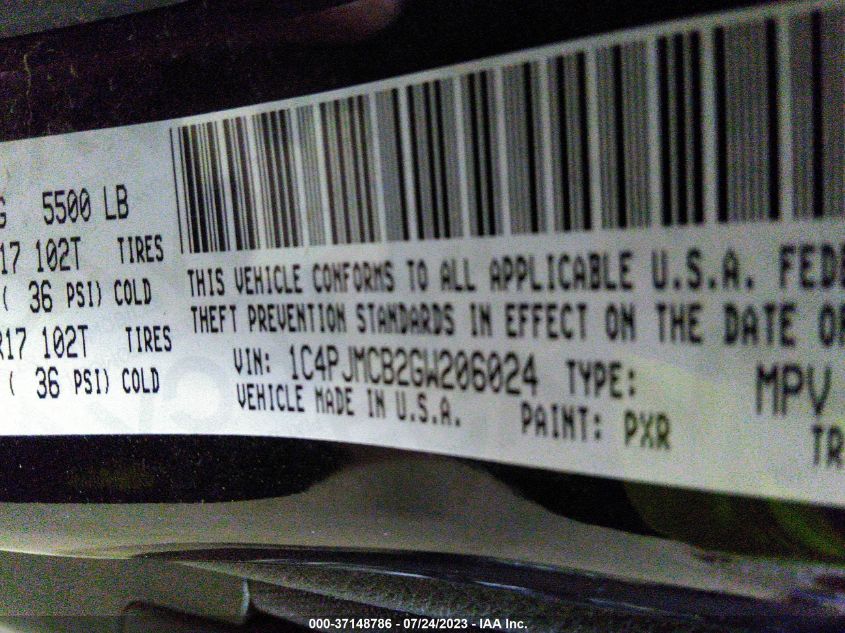 G 5500 LB
R17 102T TIRES
( 36 PSI) COLD
R17 102T TIRES
( 36 PSI) COLD
THIS VEHICLE CONFORMS TO ALL APPLICABLE U.S.A. FEDE
THEFT PREVENTION STANDARDS IN EFFECT ON THE DATE OF
VIN: 1C4PJMCB2GW206024 TYPE: MPV
VEHICLE MADE IN U.S.A. PAINT: PXR TR
000-37148786 - 07/24/2023 - IAA Inc.